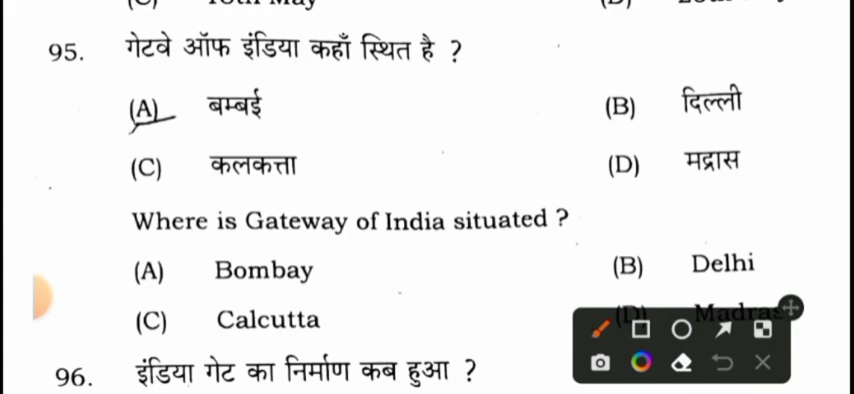 95. गेटवे ऑफ इंडिया कहाँ स्थित है ?
(A) बम्बई (B) दिल्ली
(C) कलकत्ता (D) मद्रास
Where is Gateway of India situated ?
(A) Bombay (B) Delhi
(C) Calcutta (D) Madras
96. इंडिया गेट का निर्माण कब हुआ ?